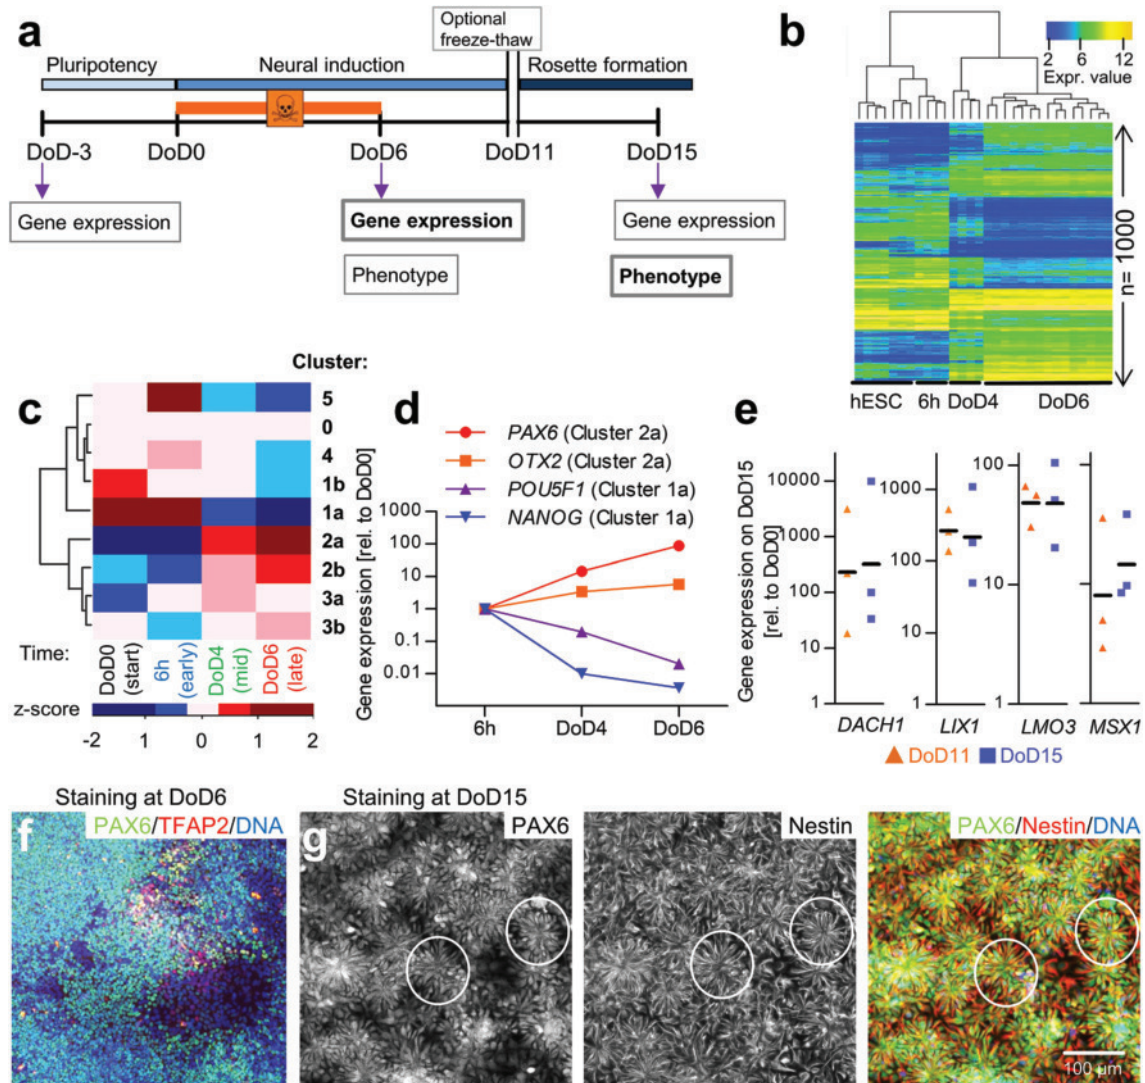 a
Optional
freeze-thaw
Pluripotency
Neural induction
Rosette formation
DoD-3
DoD0
DoD6
DoD11
DoD15
Gene expression
Gene expression
Gene expression
Phenotype
Phenotype
b
2 6 12
Expr. value
n= 1000
hESC
6h
DoD4
DoD6
c
Cluster:
5
0
4
1b
1a
2a
2b
3a
3b
Time:
DoD0
(start)
6h
(early)
DoD4
(mid)
DoD6
(late)
z-score
-2 1 0 1 2
d
PAX6 (Cluster 2a)
OTX2 (Cluster 2a)
POU5F1 (Cluster 1a)
NANOG (Cluster 1a)
Gene expression [rel. to DoD0]
1000
100
10
1
0.1
0.01
6h DoD4 DoD6
e
Gene expression on DoD15
[rel. to DoD0]
10000
1000
100
10
1
1000
100
10
1
100
10
1
DACH1 LIX1 LMO3 MSX1
DoD11 DoD15
Staining at DoD6
f
PAX6/TFAP2/DNA
Staining at DoD15
g
PAX6
Nestin
PAX6/Nestin/DNA
100 µm